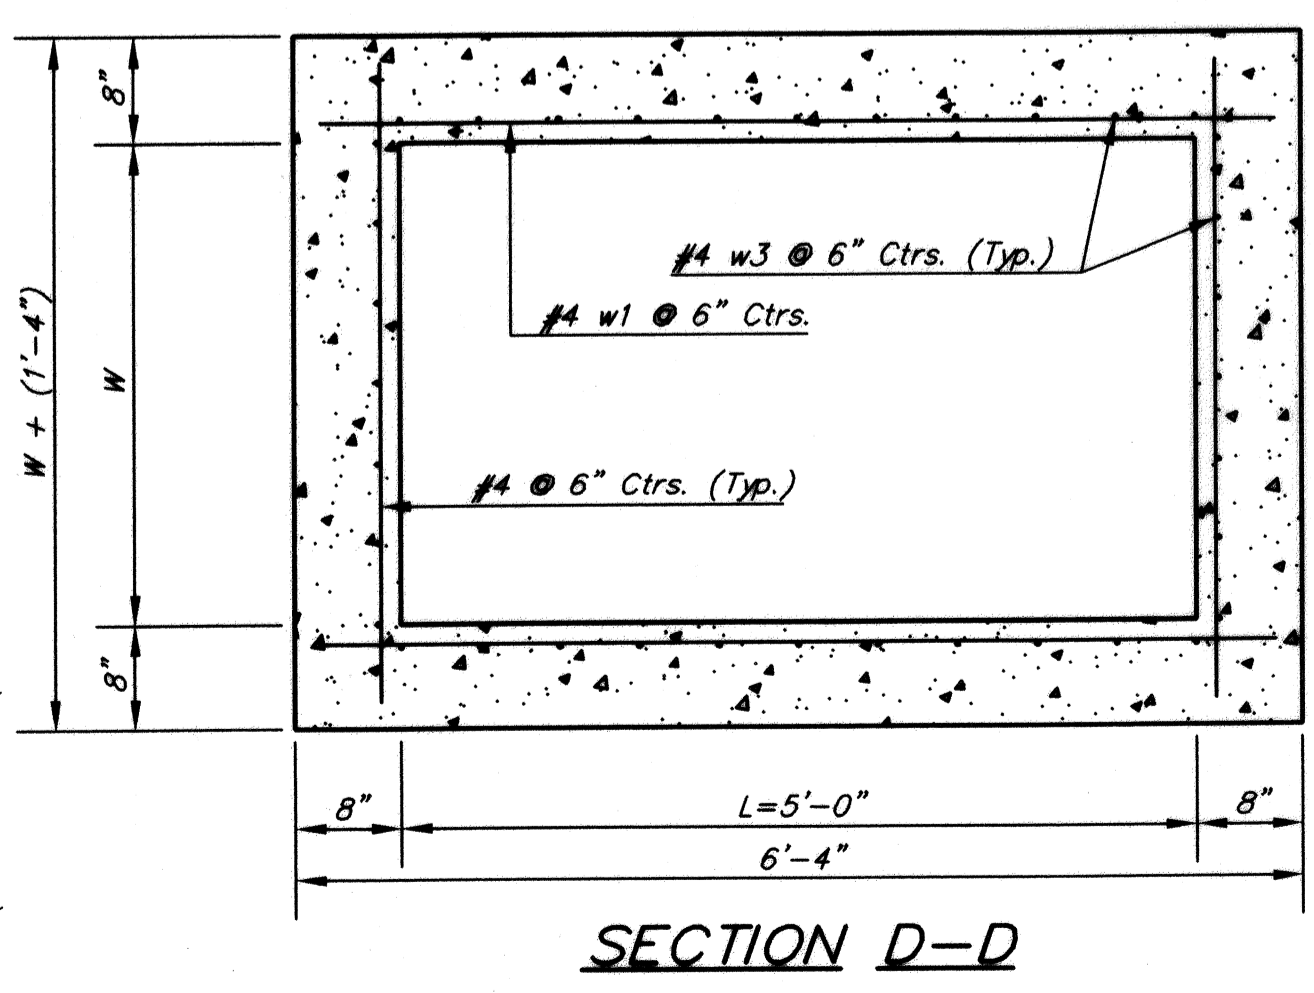 8"
W
W + (1'-4")
8"
#4 w3 @ 6" Ctrs. (Typ.)
#4 w1 @ 6" Ctrs.
#4 @ 6" Ctrs. (Typ.)
8"
L=5'-0"
8"
6'-4"
SECTION D-D